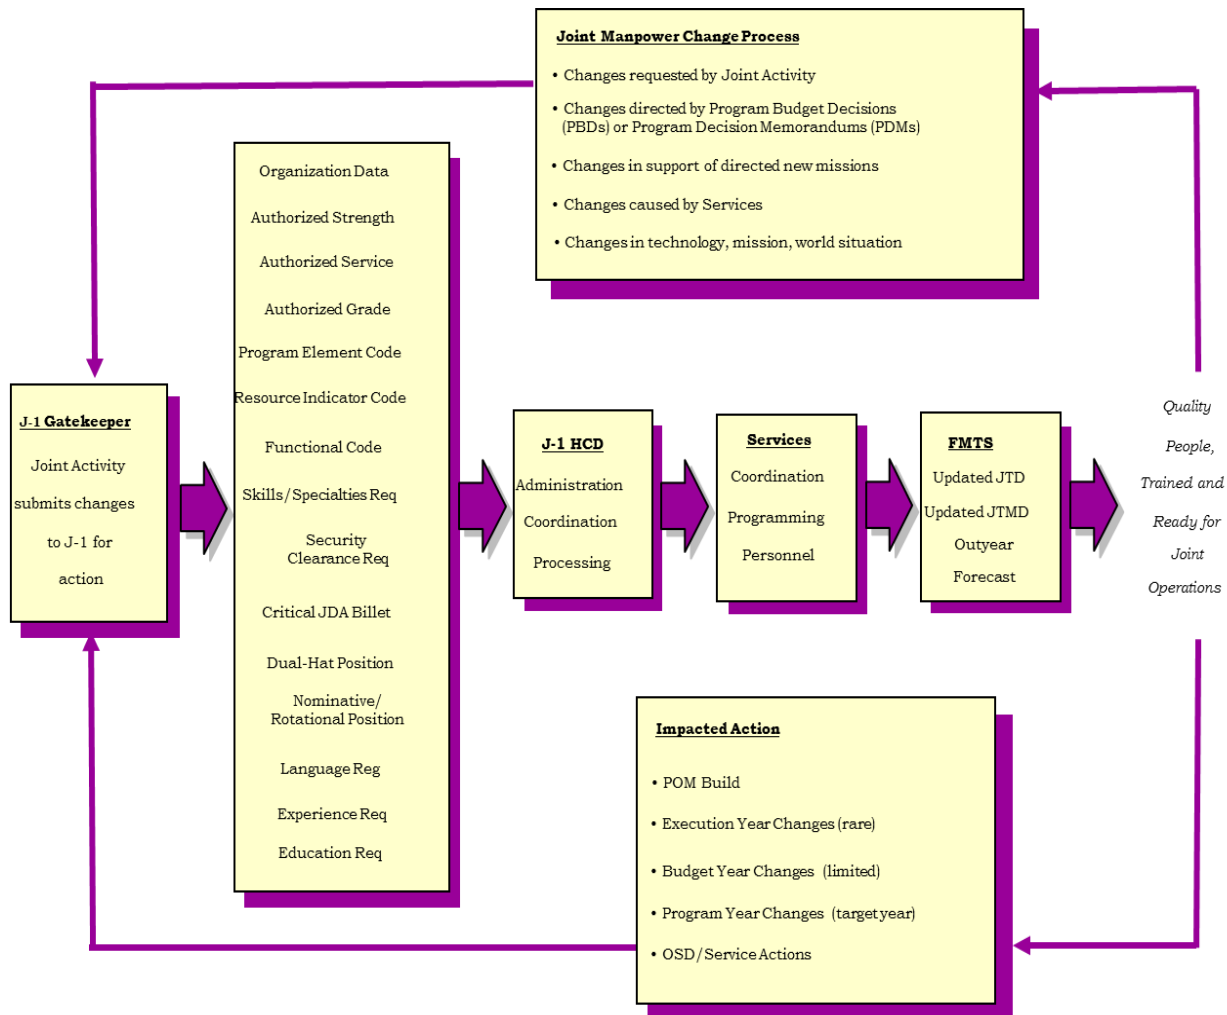 Joint Manpower Change Process
• Changes requested by Joint Activity
• Changes directed by Program Budget Decisions
(PBDs) or Program Decision Memorandums (PDMs)
• Changes in support of directed new missions
• Changes caused by Services
• Changes in technology, mission, world situation
J-1 Gatekeeper
Joint Activity
submits changes
to J-1 for
action
Organization Data
Authorized Strength
Authorized Service
Authorized Grade
Program Element Code
Resource Indicator Code
Functional Code
Skills/Specialties Req
Security
Clearance Req
Critical JDA Billet
Dual-Hat Position
Nominative/
Rotational Position
Language Reg
Experience Req
Education Req
J-1 HCD
Administration
Coordination
Processing
Services
Coordination
Programming
Personnel
FMTS
Updated JTD
Updated JTMD
Outyear
Forecast
Quality
People,
Trained and
Ready for
Joint
Operations
Impacted Action
• POM Build
• Execution Year Changes (rare)
• Budget Year Changes (limited)
• Program Year Changes (target year)
• OSD/Service Actions